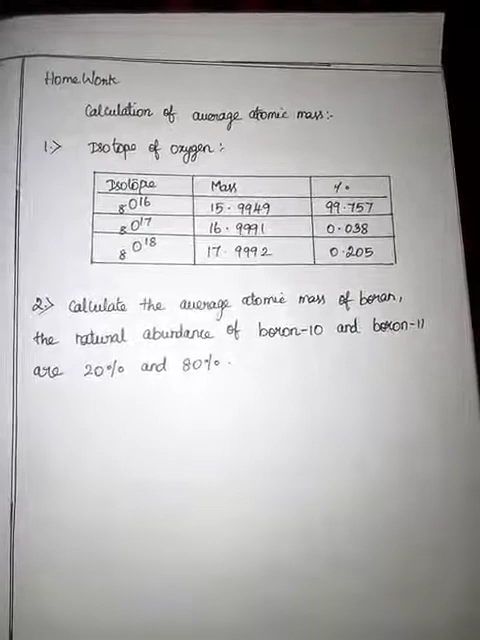 Home Work
Calculation of average atomic mass:-
1.> Isotope of oxygen:-
Isotope Mass %
₈O¹⁶ 15.9949 99.757
₈O¹⁷ 16.9991 0.038
₈O¹⁸ 17.9992 0.205
2.> Calculate the average atomic mass of boran,
the natural abundance of boron-10 and boron-11
are 20% and 80%.